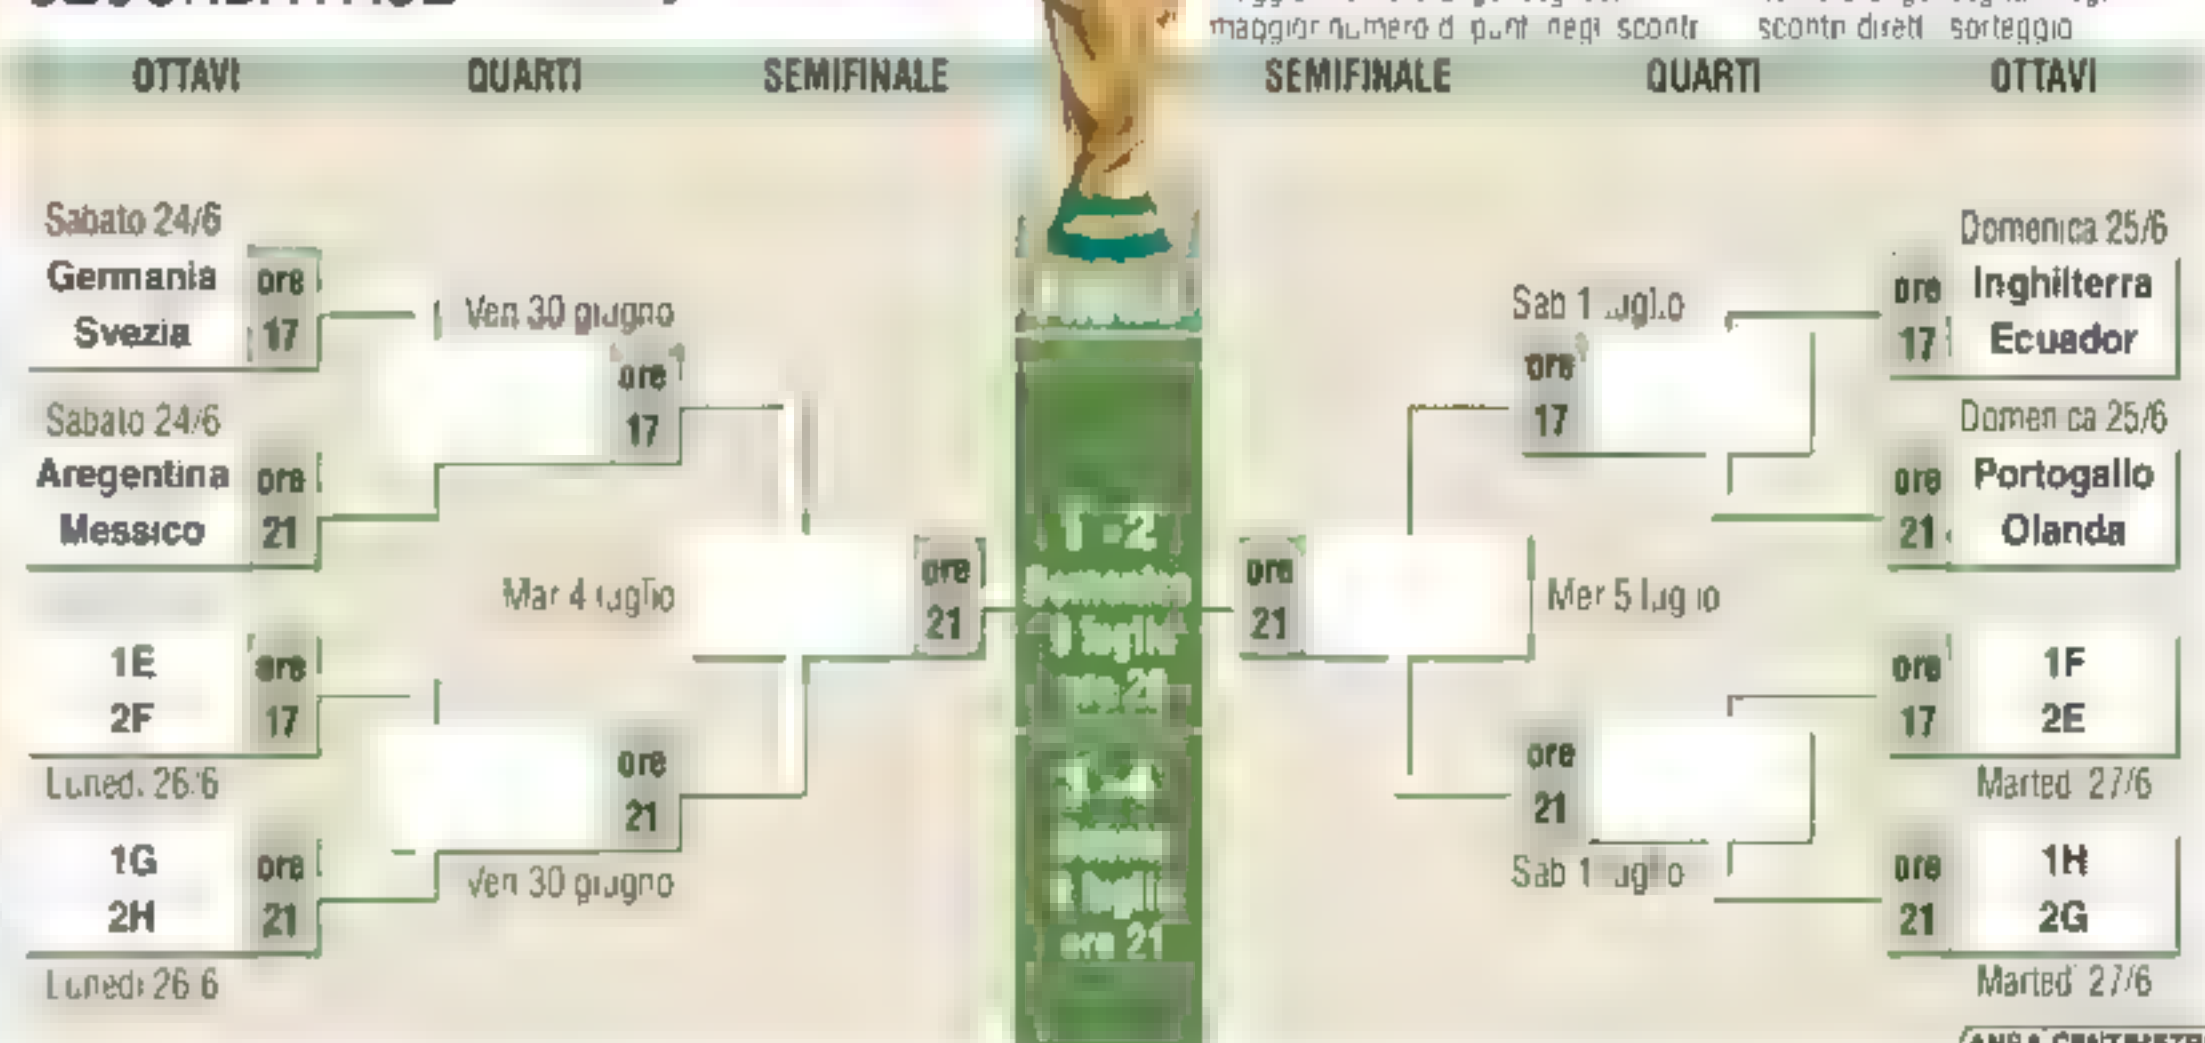 maggior numero di punti negli scontri
scontri diretti sorteggio
OTTAVI QUARTI SEMIFINALE SEMIFINALE QUARTI OTTAVI
Sabato 24/6
Germania ore
Svezia 17
Sabato 24/6
Aregentina ore
Messico 21
1E ore
2F 17
Lunedì 26/6
1G ore
2H 21
Lunedì 26/6
Ven 30 giugno
ore
17
ore
21
Ven 30 giugno
Mar 4 luglio
ore
21
ore 21
ore
21
Mer 5 luglio
Sab 1 luglio
ore
17
ore
21
Sab 1 luglio
Domenica 25/6
ore Inghilterra
17 Ecuador
Domenica 25/6
ore Portogallo
21 Olanda
ore 1F
17 2E
Martedì 27/6
ore 1H
21 2G
Martedì 27/6